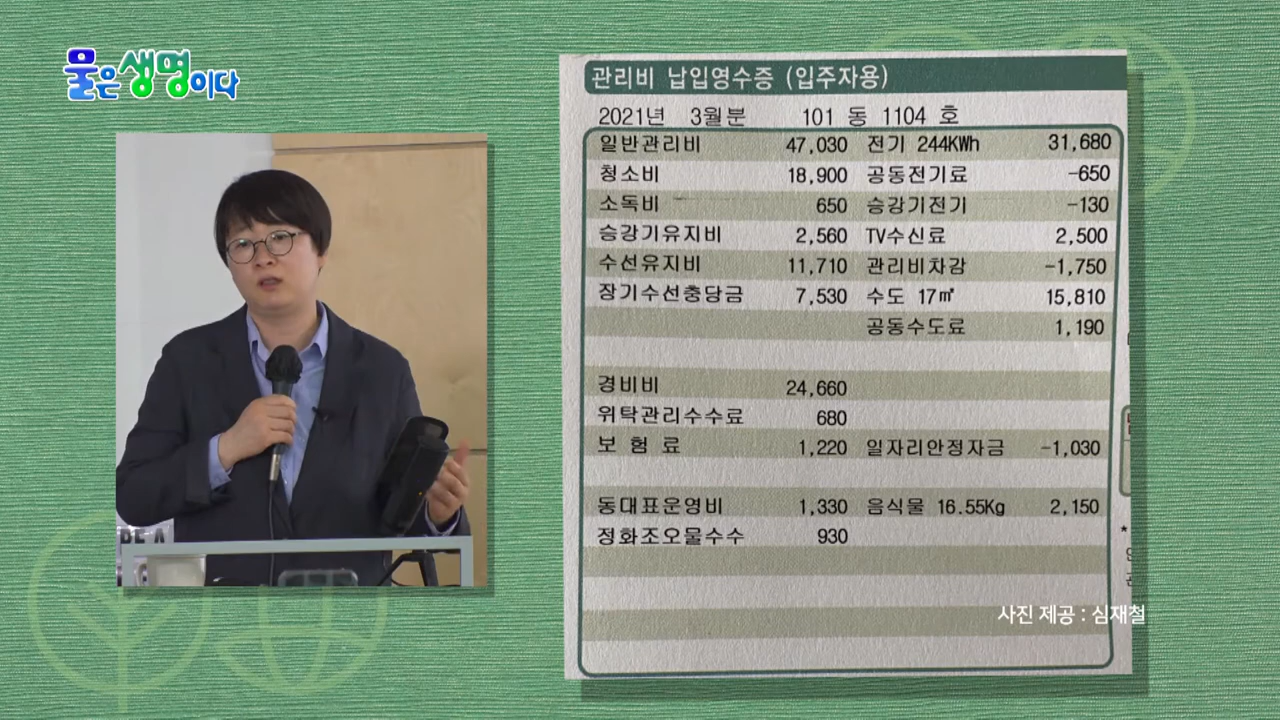 물은생명이다
관리비 납입영수증 (입주자용)
2021년 3월분 101 동 1104 호
일반관리비 47,030 전기 244KWh 31,680
청소비 18,900 공동전기료 -650
소독비 650 승강기전기 -130
승강기유지비 2,560 TV수신료 2,500
수선유지비 11,710 관리비차감 -1,750
장기수선충당금 7,530 수도 17㎥ 15,810
공동수도료 1,190
경비비 24,660
위탁관리수수료 680
보 험 료 1,220 일자리안정자금 -1,030
동대표운영비 1,330 음식물 16.55Kg 2,150
정화조오물수수 930
사진 제공 : 심재철